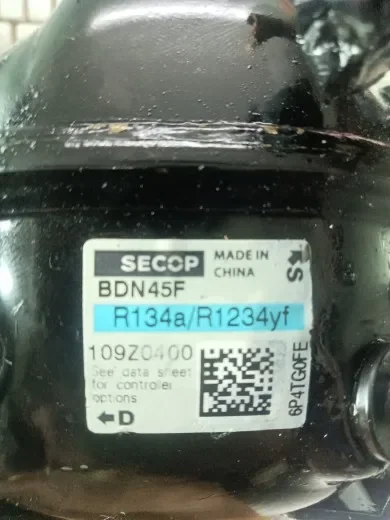 SECOP
MADE IN
CHINA
S
BDN45F
R134a/R1234yf
109Z0400
See data sheet
for controller
options
←D
6P4TG0FE